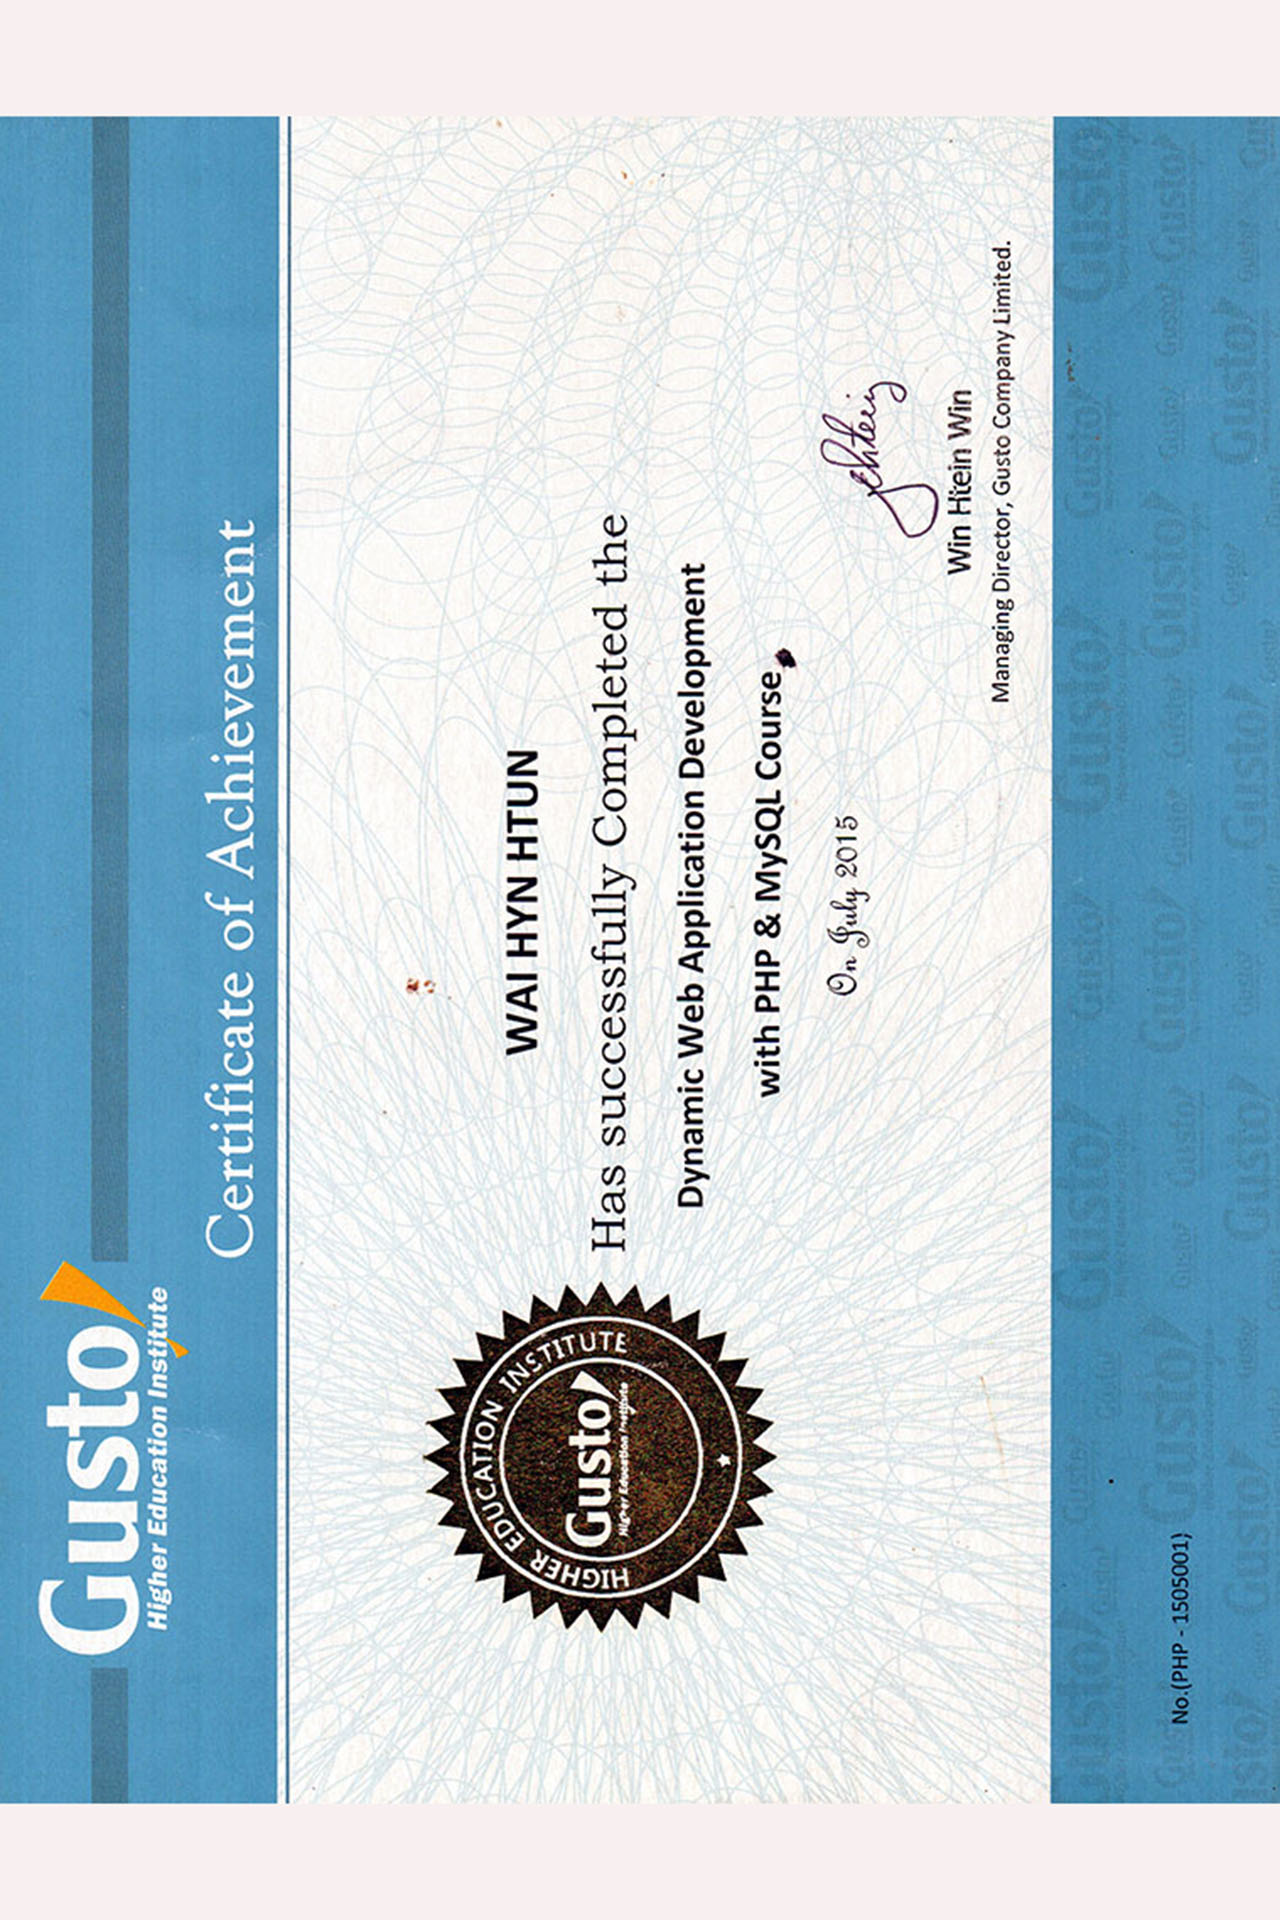 Gusto
Higher Education Institute
Certificate of Achievement
WAI HYN HTUN
Has successfully Completed the
Dynamic Web Application Development
with PHP & MySQL Course
On July 2015
HIGHER EDUCATION INSTITUTE
Gusto
Higher Education Institute
Win Htein Win
Managing Director, Gusto Company Limited.
No.(PHP - 1505001)